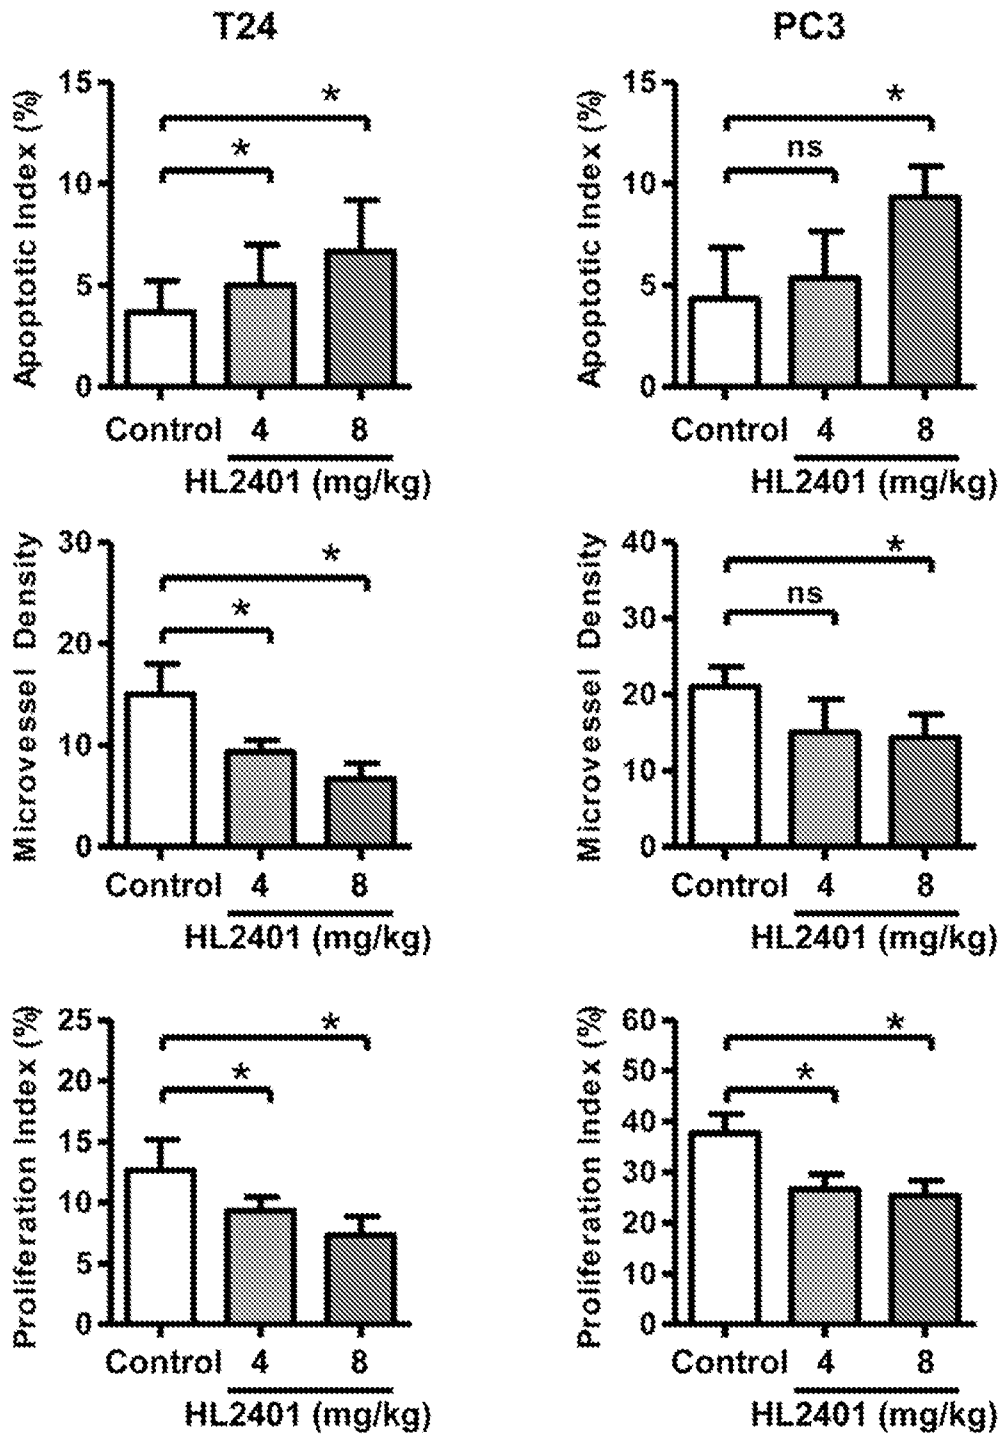 T24
PC3
Apoptotic Index (%)
15
10
5
0
*
*
Control 4 8
HL2401 (mg/kg)
Apoptotic Index (%)
15
10
5
0
*
ns
Control 4 8
HL2401 (mg/kg)
Microvessel Density
30
20
10
0
*
*
Control 4 8
HL2401 (mg/kg)
Microvessel Density
40
30
20
10
0
*
ns
Control 4 8
HL2401 (mg/kg)
Proliferation Index (%)
25
20
15
10
5
0
*
*
Control 4 8
HL2401 (mg/kg)
Proliferation Index (%)
60
50
40
30
20
10
0
*
*
Control 4 8
HL2401 (mg/kg)